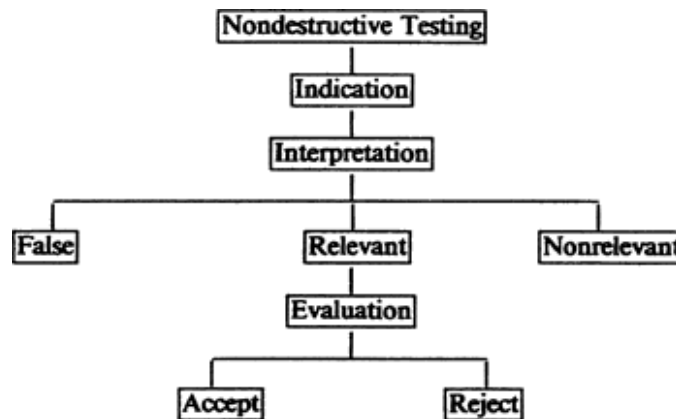 Nondestructive Testing
Indication
Interpretation
False
Relevant
Nonrelevant
Evaluation
Accept
Reject